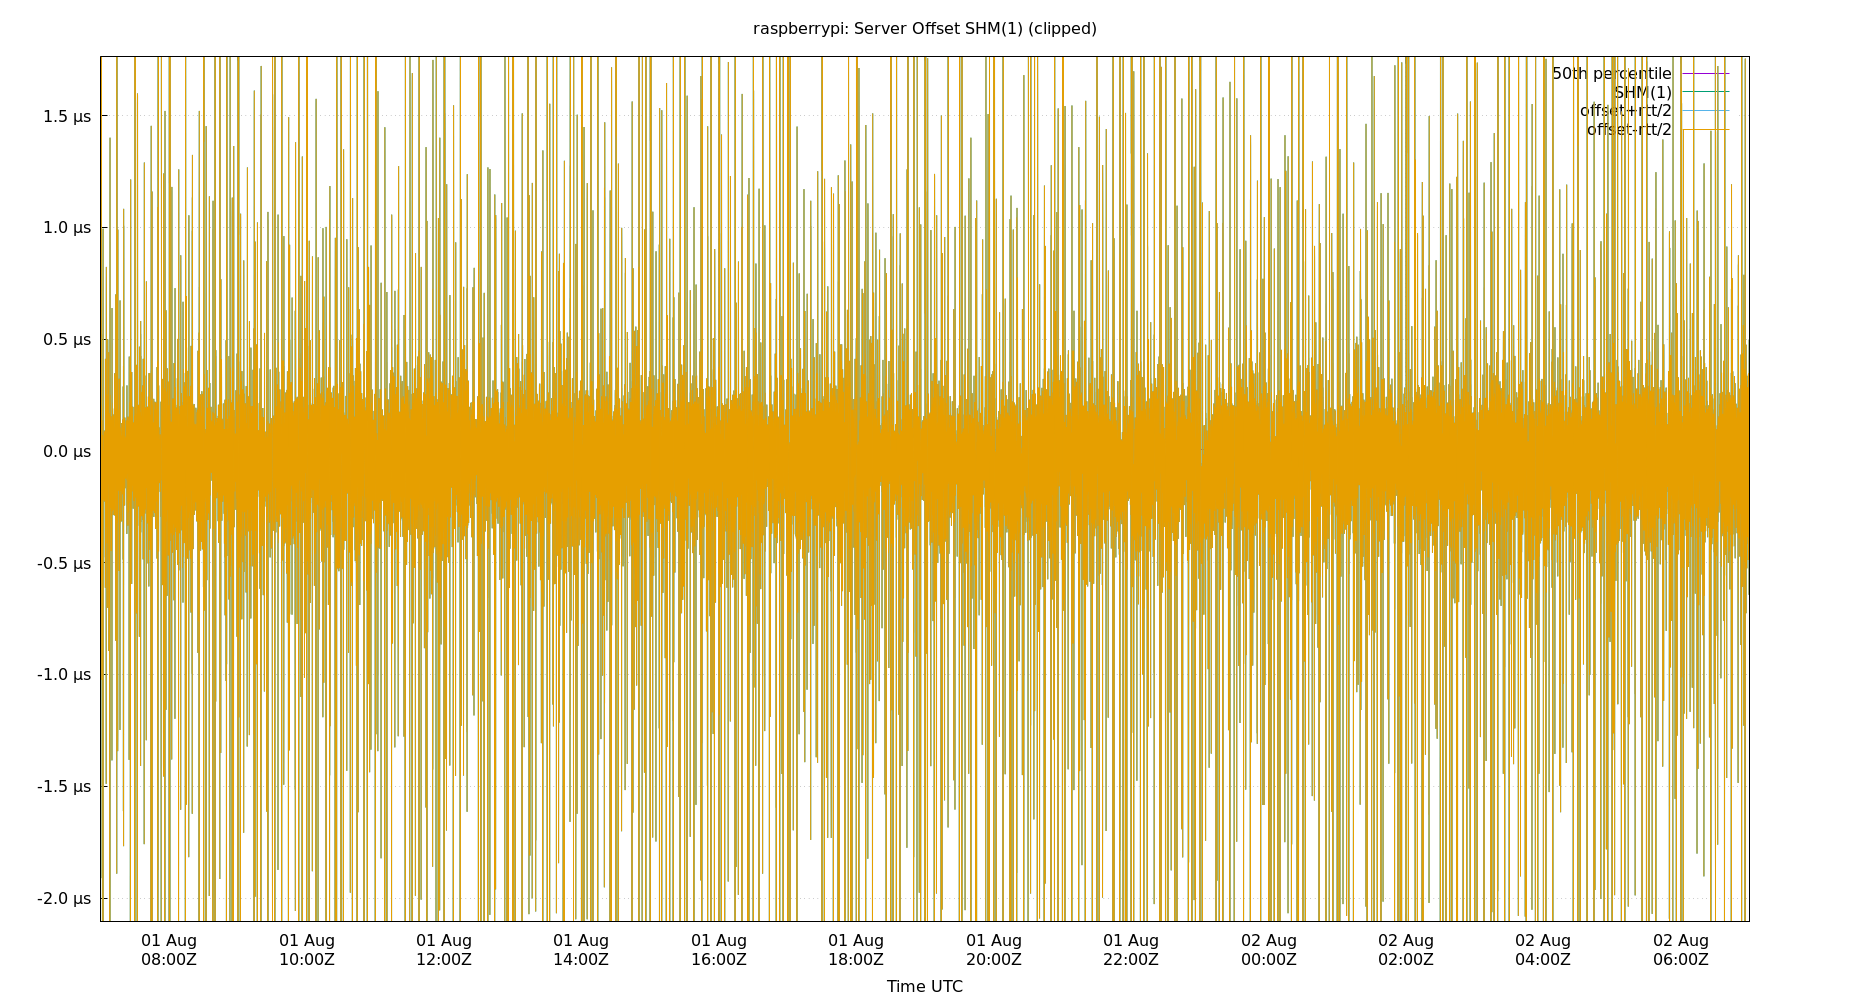 raspberrypi: Server Offset SHM(1) (clipped)
50th percentile
SHM(1)
offset+rtt/2
offset-rtt/2
1.5 µs
1.0 µs
0.5 µs
0.0 µs
-0.5 µs
-1.0 µs
-1.5 µs
-2.0 µs
01 Aug 01 Aug 01 Aug 01 Aug 01 Aug 01 Aug 01 Aug 01 Aug 02 Aug 02 Aug 02 Aug 02 Aug
08:00Z 10:00Z 12:00Z 14:00Z 16:00Z 18:00Z 20:00Z 22:00Z 00:00Z 02:00Z 04:00Z 06:00Z
Time UTC